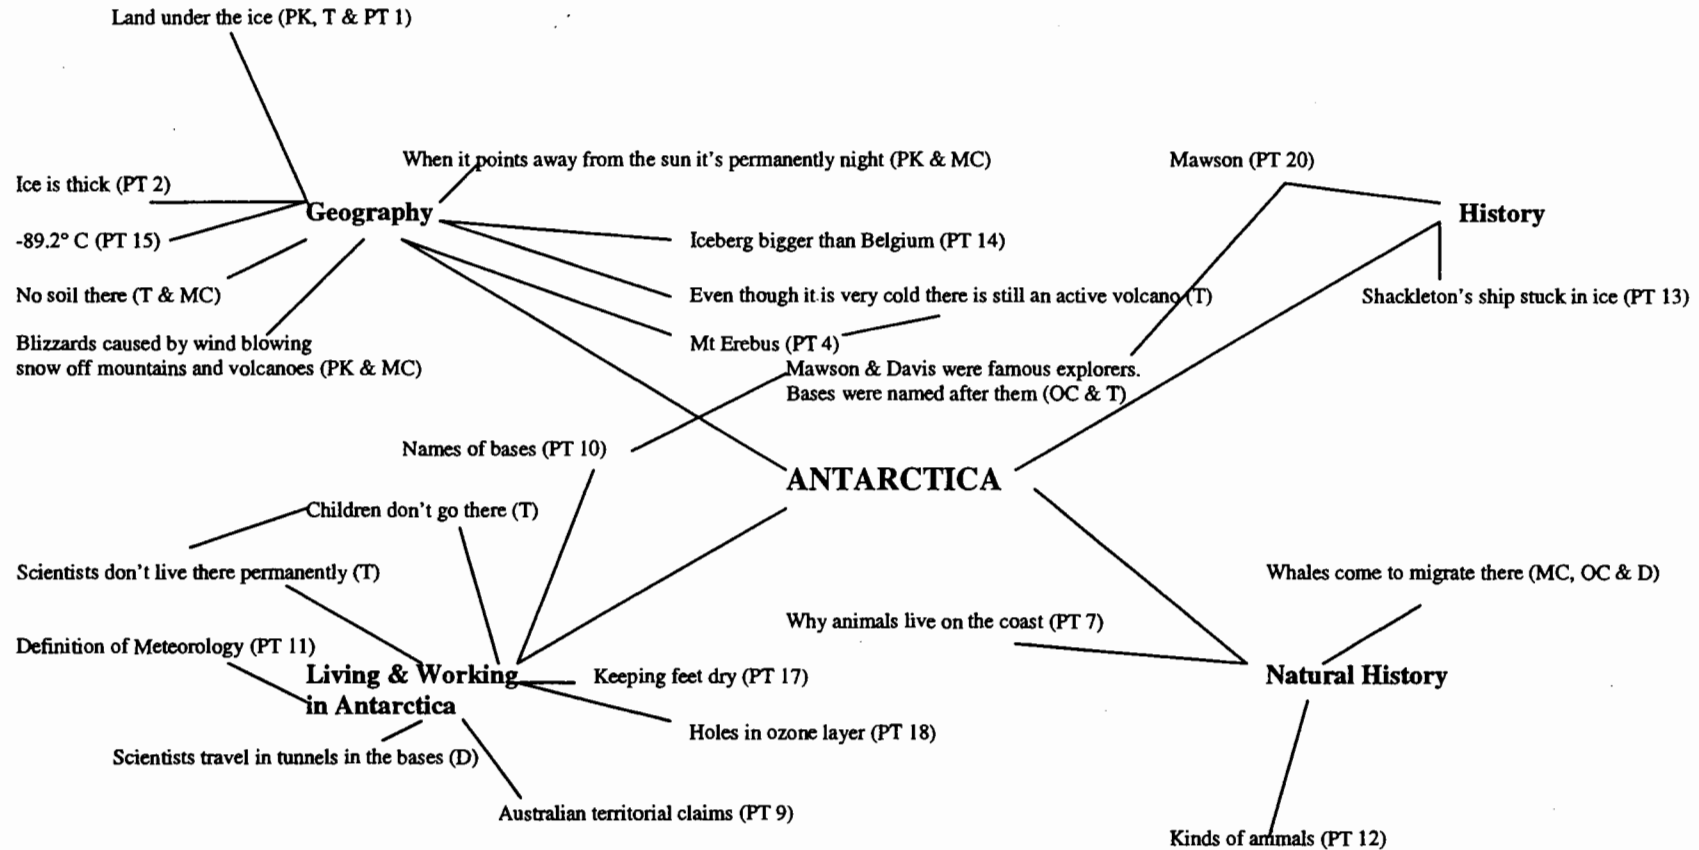 Land under the ice (PK, T & PT 1)
When it points away from the sun it's permanently night (PK & MC)
Mawson (PT 20)
Ice is thick (PT 2)
Geography
History
-89.2° C (PT 15)
Iceberg bigger than Belgium (PT 14)
No soil there (T & MC)
Even though it is very cold there is still an active volcano (T)
Shackleton's ship stuck in ice (PT 13)
Blizzards caused by wind blowing
snow off mountains and volcanoes (PK & MC)
Mt Erebus (PT 4)
Mawson & Davis were famous explorers.
Bases were named after them (OC & T)
Names of bases (PT 10)
ANTARCTICA
Children don't go there (T)
Scientists don't live there permanently (T)
Whales come to migrate there (MC, OC & D)
Why animals live on the coast (PT 7)
Definition of Meteorology (PT 11)
Living & Working
in Antarctica
Keeping feet dry (PT 17)
Natural History
Holes in ozone layer (PT 18)
Scientists travel in tunnels in the bases (D)
Australian territorial claims (PT 9)
Kinds of animals (PT 12)